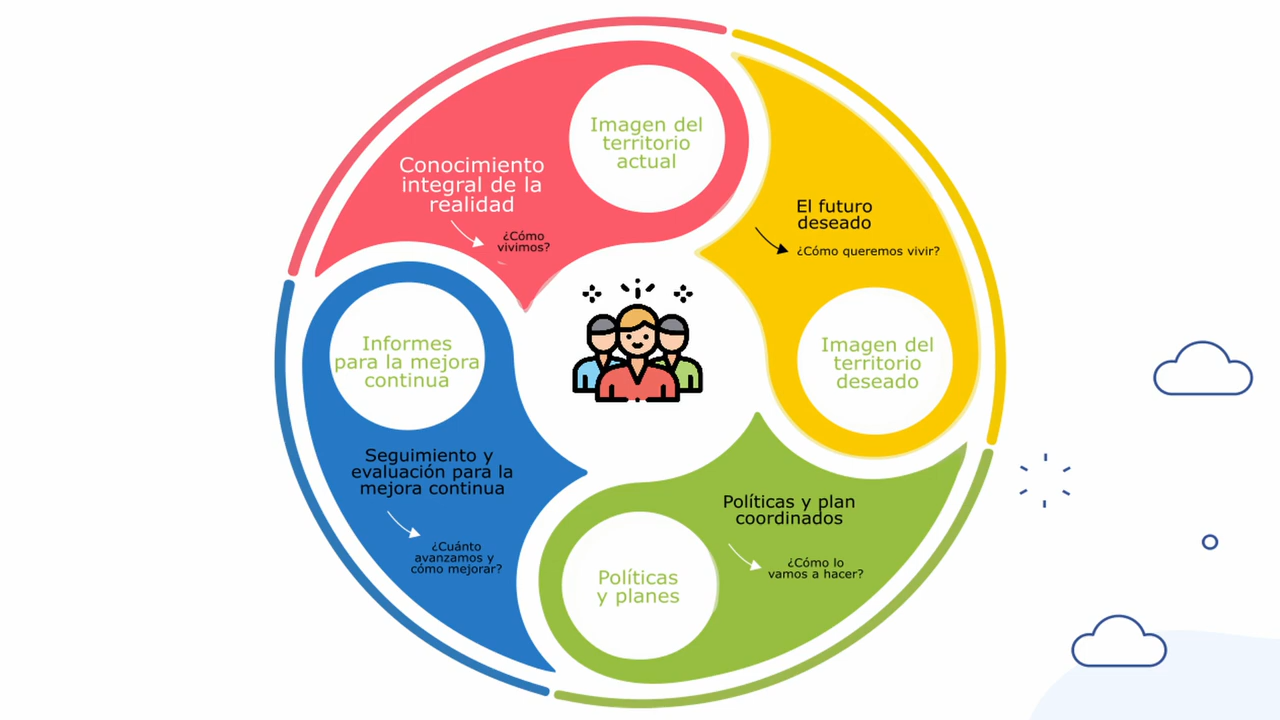 Imagen del
territorio
actual
Conocimiento
integral de la
realidad
¿Cómo
vivimos?
El futuro
deseado
¿Cómo queremos vivir?
Imagen del
territorio
deseado
Políticas y plan
coordinados
¿Cómo lo
vamos a hacer?
Políticas
y planes
Informes
para la mejora
continua
Seguimiento y
evaluación para la
mejora continua
¿Cuánto
avanzamos y
cómo mejorar?